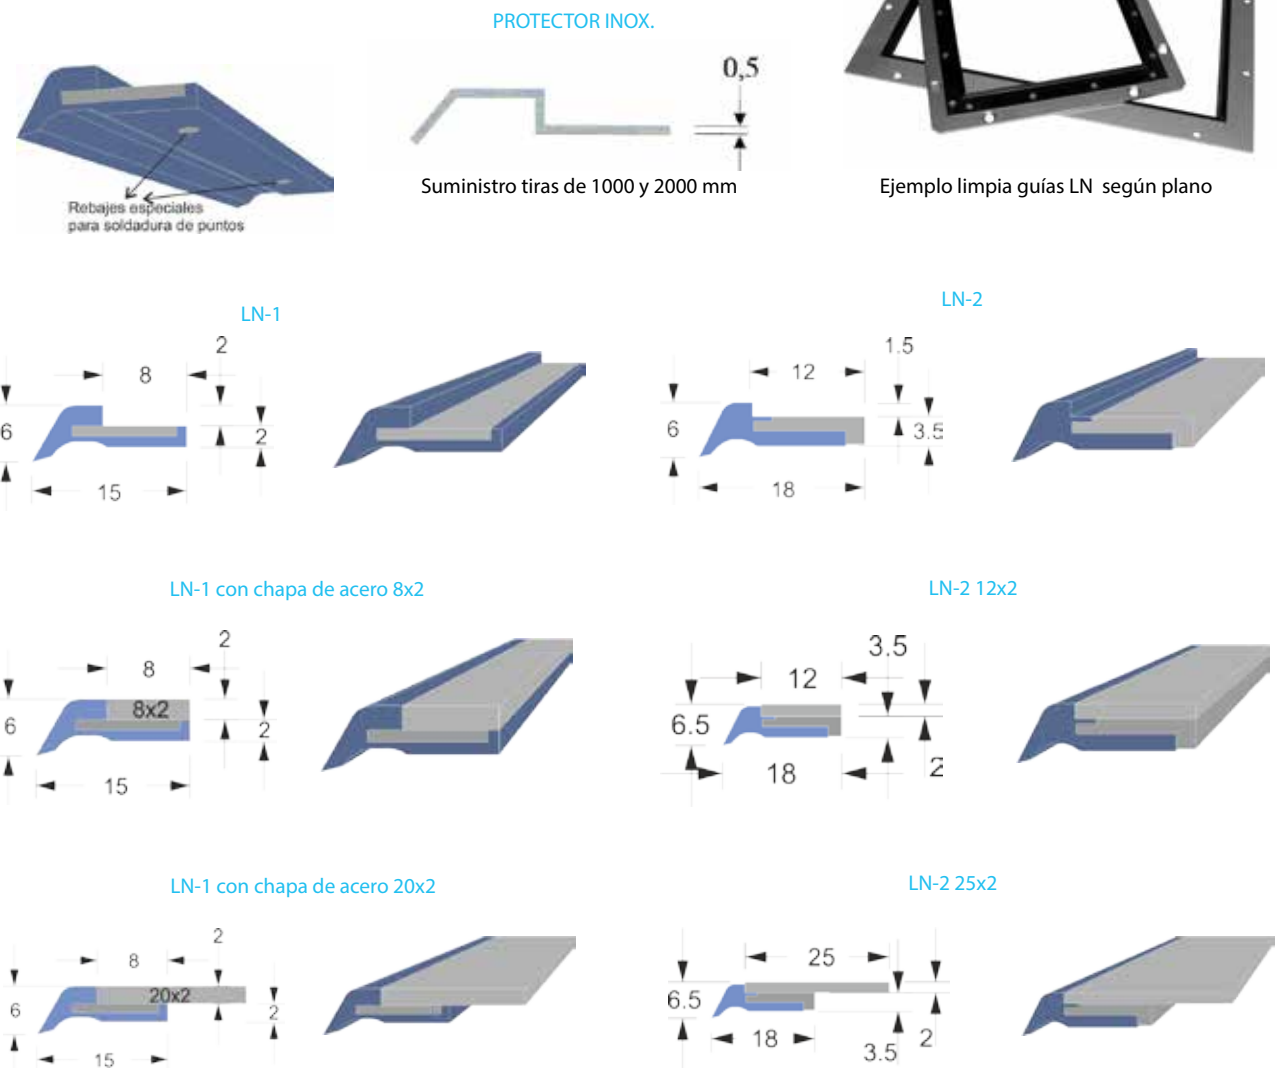 PROTECTOR INOX.
0,5
Rebajes especiales
para soldadura de puntos
Suministro tiras de 1000 y 2000 mm
Ejemplo limpia guías LN según plano
LN-1
2
8
6
2
15
LN-2
1.5
12
6
3.5
18
LN-1 con chapa de acero 8x2
2
8
8x2
6
2
15
LN-2 12x2
3.5
12
6.5
18
2
LN-1 con chapa de acero 20x2
2
8
20x2
6
2
15
LN-2 25x2
25
6.5
18
2
3.5